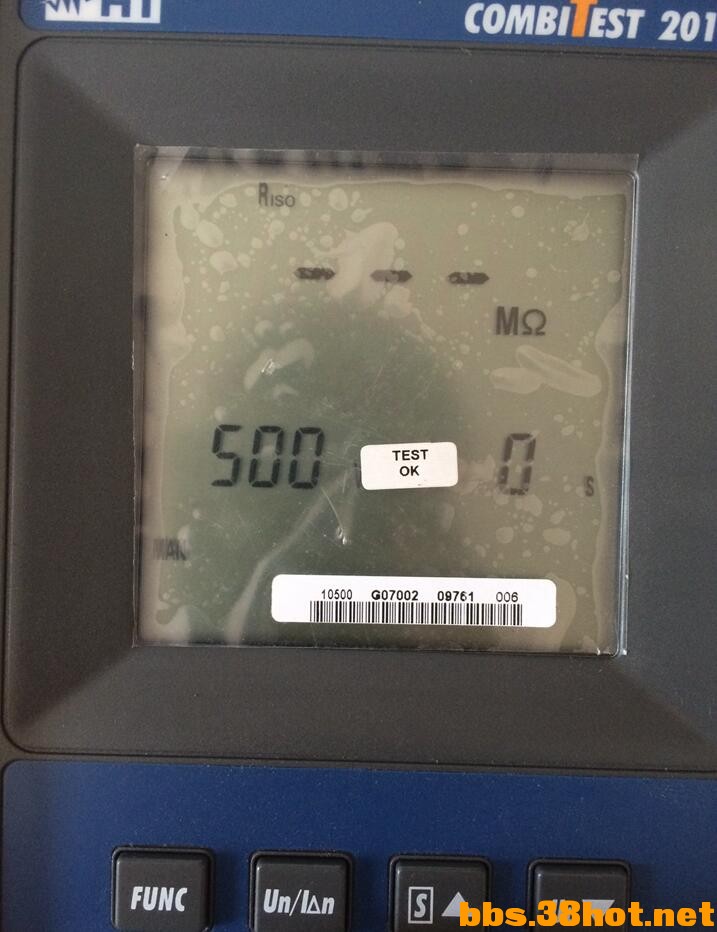 HT
COMBITEST 201
RISO
- - -
MΩ
500
TEST
OK
0 s
MAN
10500 G07002 09761 006
FUNC
Un/IΔn
S ▲
bbs.38hot.net